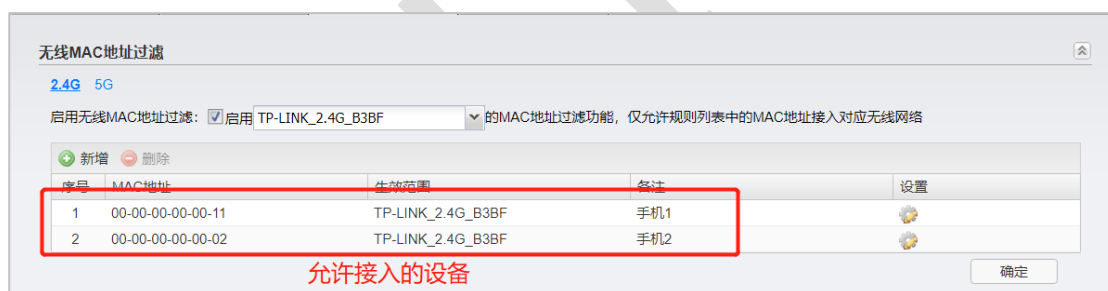 无线MAC地址过滤
2.4G 5G
启用无线MAC地址过滤： 启用 TP-LINK_2.4G_B3BF 的MAC地址过滤功能，仅允许规则列表中的MAC地址接入对应无线网络
新增 删除
序号 MAC地址 生效范围 备注 设置
1 00-00-00-00-00-11 TP-LINK_2.4G_B3BF 手机1
2 00-00-00-00-00-02 TP-LINK_2.4G_B3BF 手机2
允许接入的设备
确定